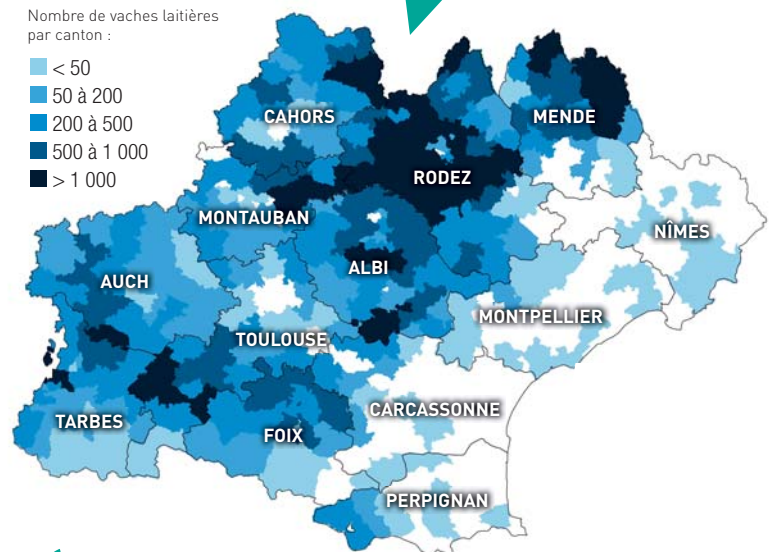 Nombre de vaches laitières
par canton :
< 50
50 à 200
200 à 500
500 à 1 000
> 1 000
CAHORS
MENDE
RODEZ
MONTAUBAN
NÎMES
ALBI
AUCH
MONTPELLIER
TOULOUSE
CARCASSONNE
TARBES
FOIX
PERPIGNAN